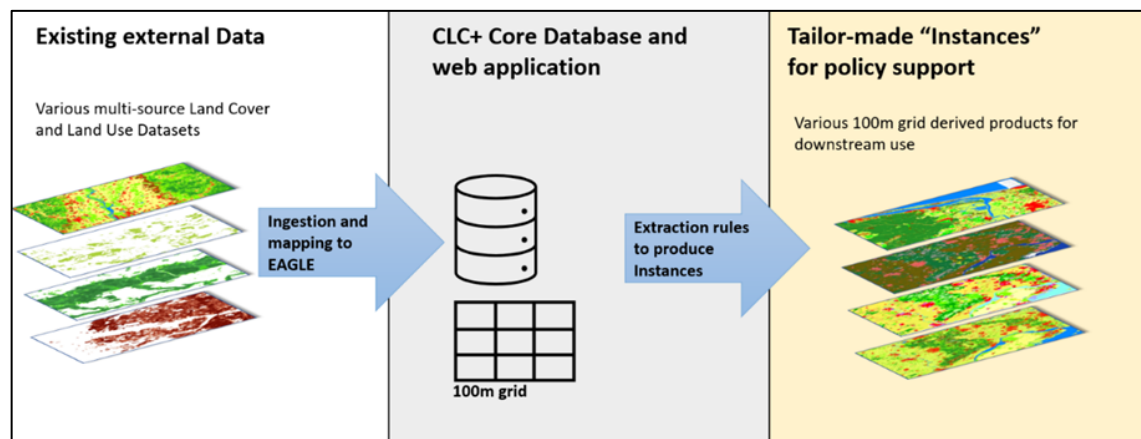 Existing external Data
Various multi-source Land Cover
and Land Use Datasets
Ingestion and
mapping to
EAGLE
CLC+ Core Database and
web application
100m grid
Extraction rules
to produce
Instances
Tailor-made “Instances”
for policy support
Various 100m grid derived products for
downstream use